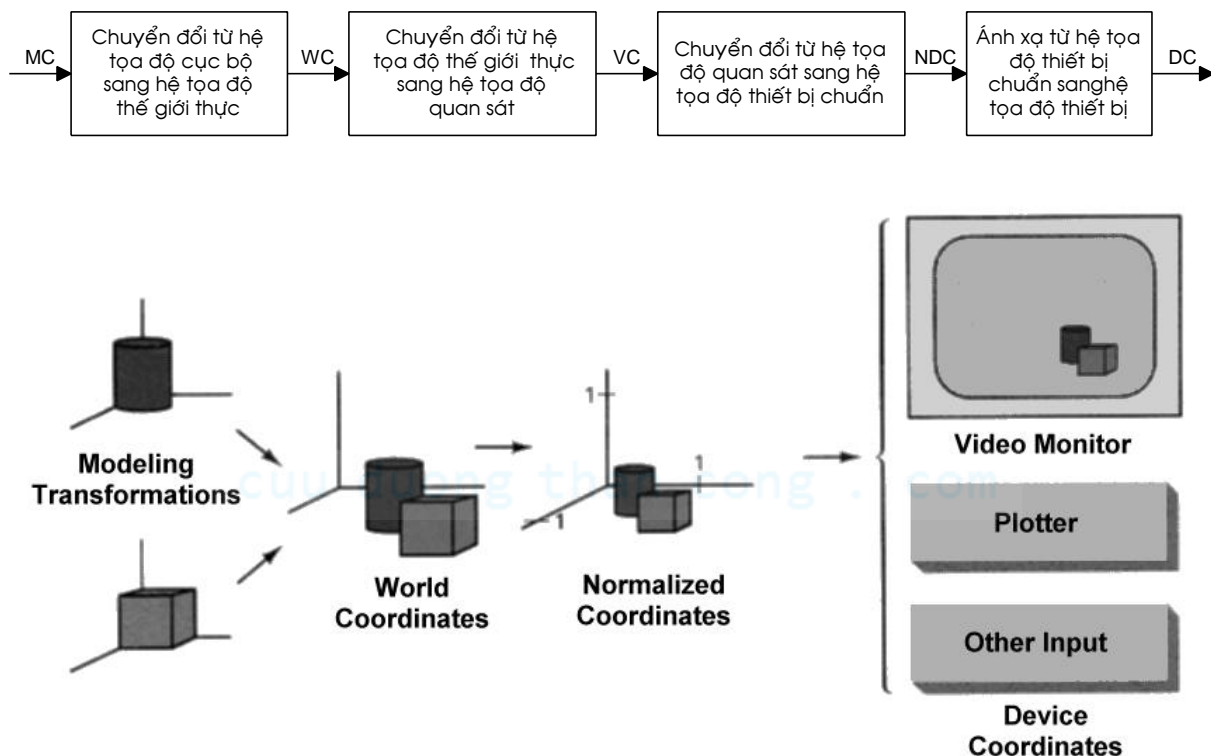 MC
Chuyển đổi từ hệ
tọa độ cục bộ
sang hệ tọa độ
thế giới thực
WC
Chuyển đổi từ hệ
tọa độ thế giới thực
sang hệ tọa độ
quan sát
VC
Chuyển đổi từ hệ tọa
độ quan sát sang hệ
tọa độ thiết bị chuẩn
NDC
Ánh xạ từ hệ tọa
độ thiết bị
chuẩn sanghệ
tọa độ thiết bị
DC
Modeling
Transformations
World
Coordinates
1
1
1
Normalized
Coordinates
Video Monitor
Plotter
Other Input
Device
Coordinates
cuu duong than cong . com